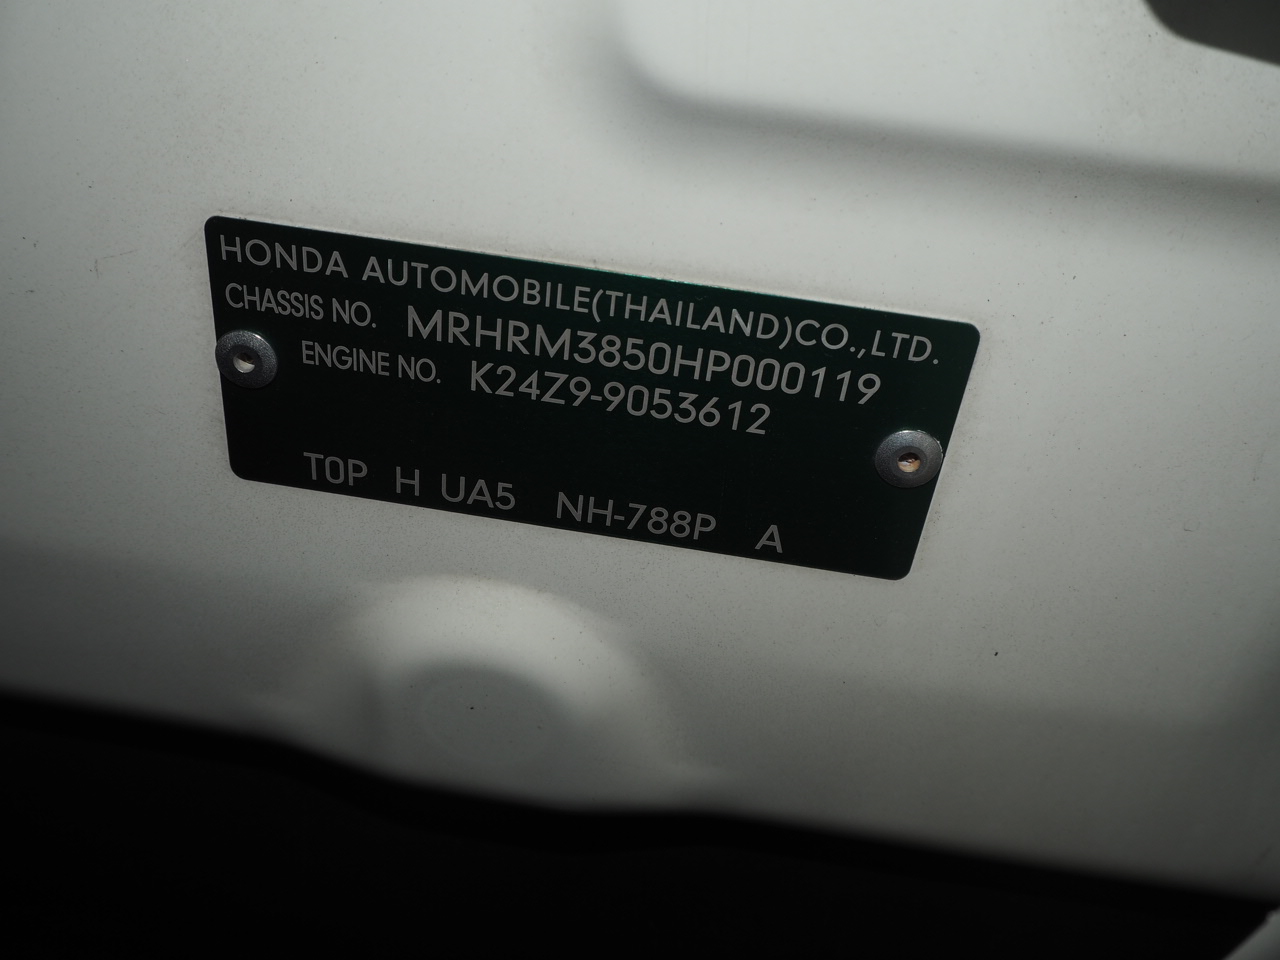 HONDA AUTOMOBILE(THAILAND)CO.,LTD.
CHASSIS NO. MRHRM3850HP000119
ENGINE NO. K24Z9-9053612
TOP H UA5 NH-788P A